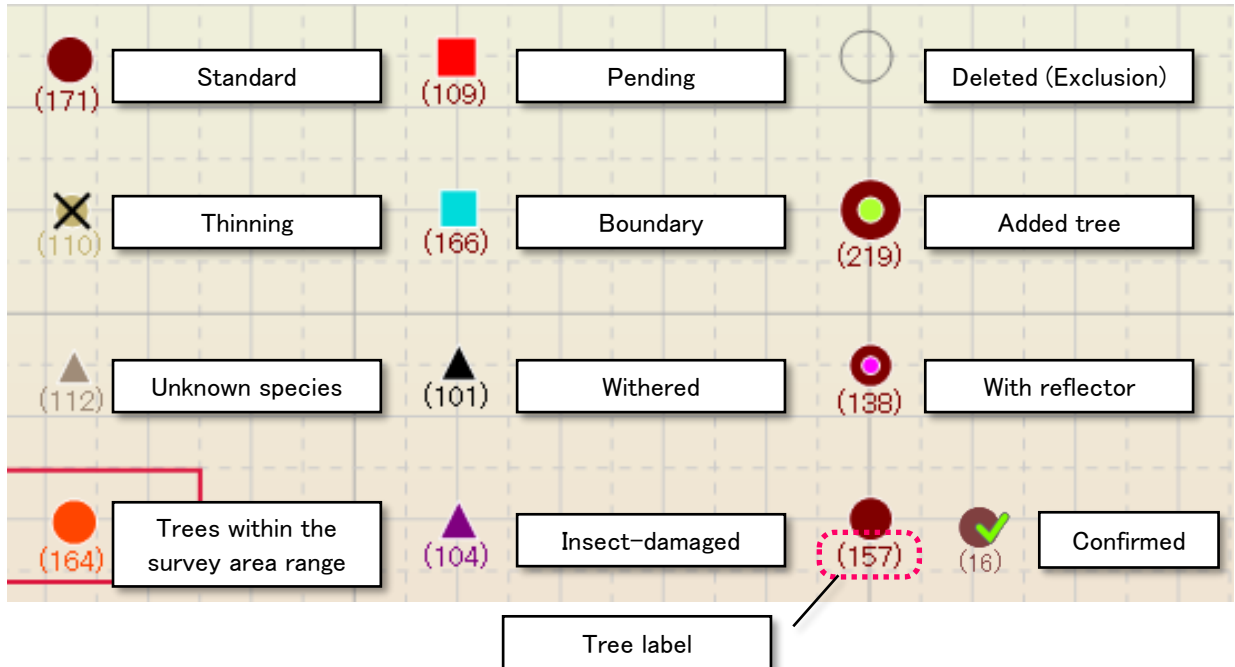 Standard
(171)
Pending
(109)
Deleted (Exclusion)
Thinning
(110)
Boundary
(166)
Added tree
(219)
Unknown species
(112)
Withered
(101)
With reflector
(138)
Trees within the
survey area range
(164)
Insect-damaged
(104)
(157)
Confirmed
(16)
Tree label